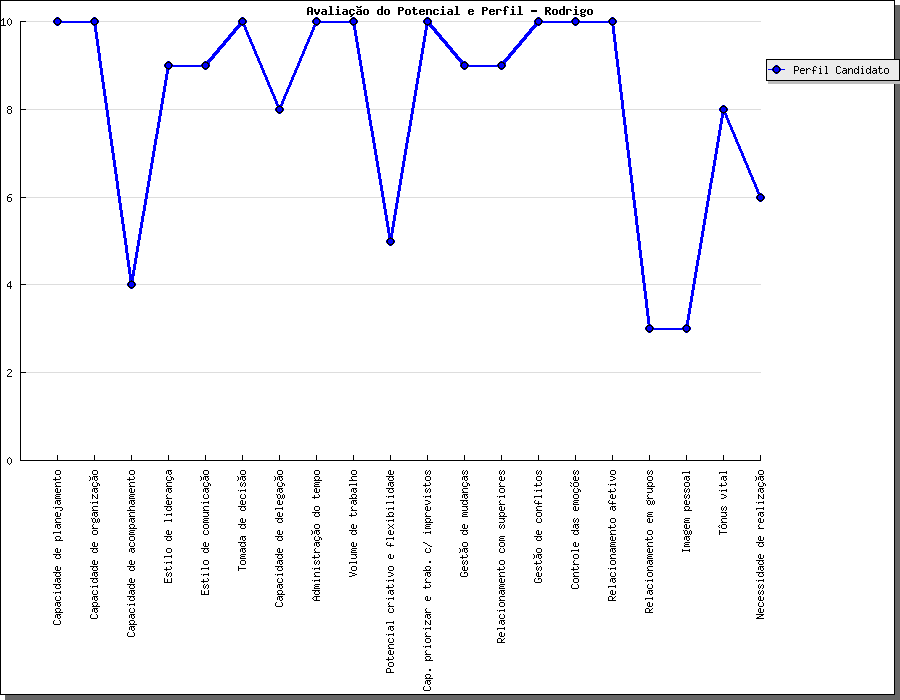 Avaliação do Potencial e Perfil - Rodrigo
10
8
6
4
2
0
Perfil Candidato
Capacidade de planejamento
Capacidade de organização
Capacidade de acompanhamento
Estilo de liderança
Estilo de comunicação
Tomada de decisão
Capacidade de delegação
Administração do tempo
Volume de trabalho
Potencial criativo e flexibilidade
Cap. priorizar e trab. c/ imprevistos
Gestão de mudanças
Relacionamento com superiores
Gestão de conflitos
Controle das emoções
Relacionamento afetivo
Relacionamento em grupos
Imagem pessoal
Tônus vital
Necessidade de realização